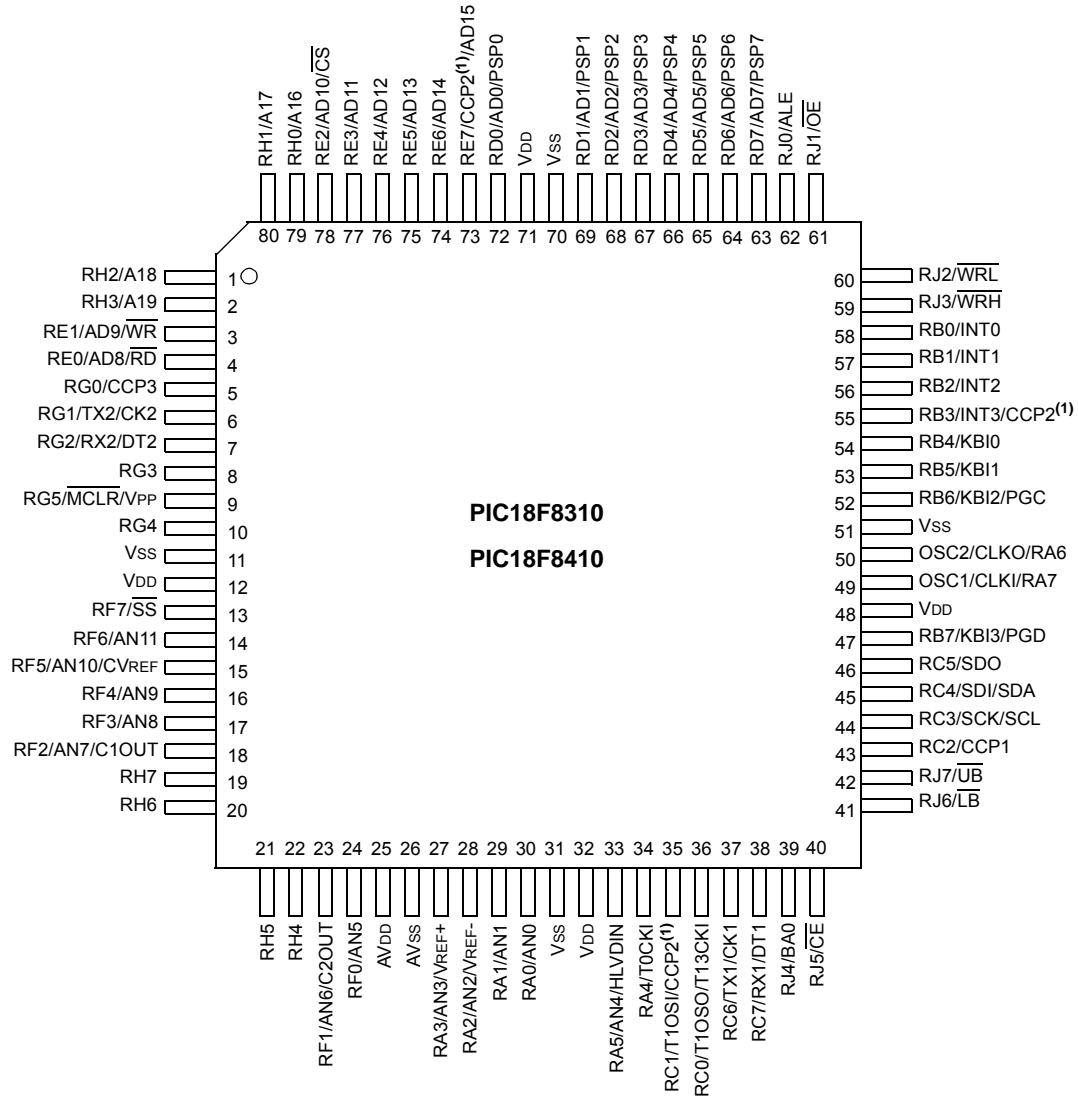 RH1/A17
RH0/A16
RE2/AD10/CS
RE3/AD11
RE4/AD12
RE5/AD13
RE6/AD14
RE7/CCP2(1)/AD15
RD0/AD0/PSP0
VDD
VSS
RD1/AD1/PSP1
RD2/AD2/PSP2
RD3/AD3/PSP3
RD4/AD4/PSP4
RD5/AD5/PSP5
RD6/AD6/PSP6
RD7/AD7/PSP7
RJ0/ALE
RJ1/OE
80 79 78 77 76 75 74 73 72 71 70 69 68 67 66 65 64 63 62 61
RH2/A18 1
RH3/A19 2
RE1/AD9/WR 3
RE0/AD8/RD 4
RG0/CCP3 5
RG1/TX2/CK2 6
RG2/RX2/DT2 7
RG3 8
RG5/MCLR/VPP 9
RG4 10
VSS 11
VDD 12
RF7/SS 13
RF6/AN11 14
RF5/AN10/CVREF 15
RF4/AN9 16
RF3/AN8 17
RF2/AN7/C1OUT 18
RH7 19
RH6 20
PIC18F8310
PIC18F8410
60 RJ2/WRL
59 RJ3/WRH
58 RB0/INT0
57 RB1/INT1
56 RB2/INT2
55 RB3/INT3/CCP2(1)
54 RB4/KBI0
53 RB5/KBI1
52 RB6/KBI2/PGC
51 VSS
50 OSC2/CLKO/RA6
49 OSC1/CLKI/RA7
48 VDD
47 RB7/KBI3/PGD
46 RC5/SDO
45 RC4/SDI/SDA
44 RC3/SCK/SCL
43 RC2/CCP1
42 RJ7/UB
41 RJ6/LB
21 22 23 24 25 26 27 28 29 30 31 32 33 34 35 36 37 38 39 40
RH5
RH4
RF1/AN6/C2OUT
RF0/AN5
AVDD
AVSS
RA3/AN3/VREF+
RA2/AN2/VREF-
RA1/AN1
RA0/AN0
VSS
VDD
RA5/AN4/HLVDIN
RA4/T0CKI
RC1/T1OSI/CCP2(1)
RC0/T1OSO/T13CKI
RC6/TX1/CK1
RC7/RX1/DT1
RJ4/BA0
RJ5/CE